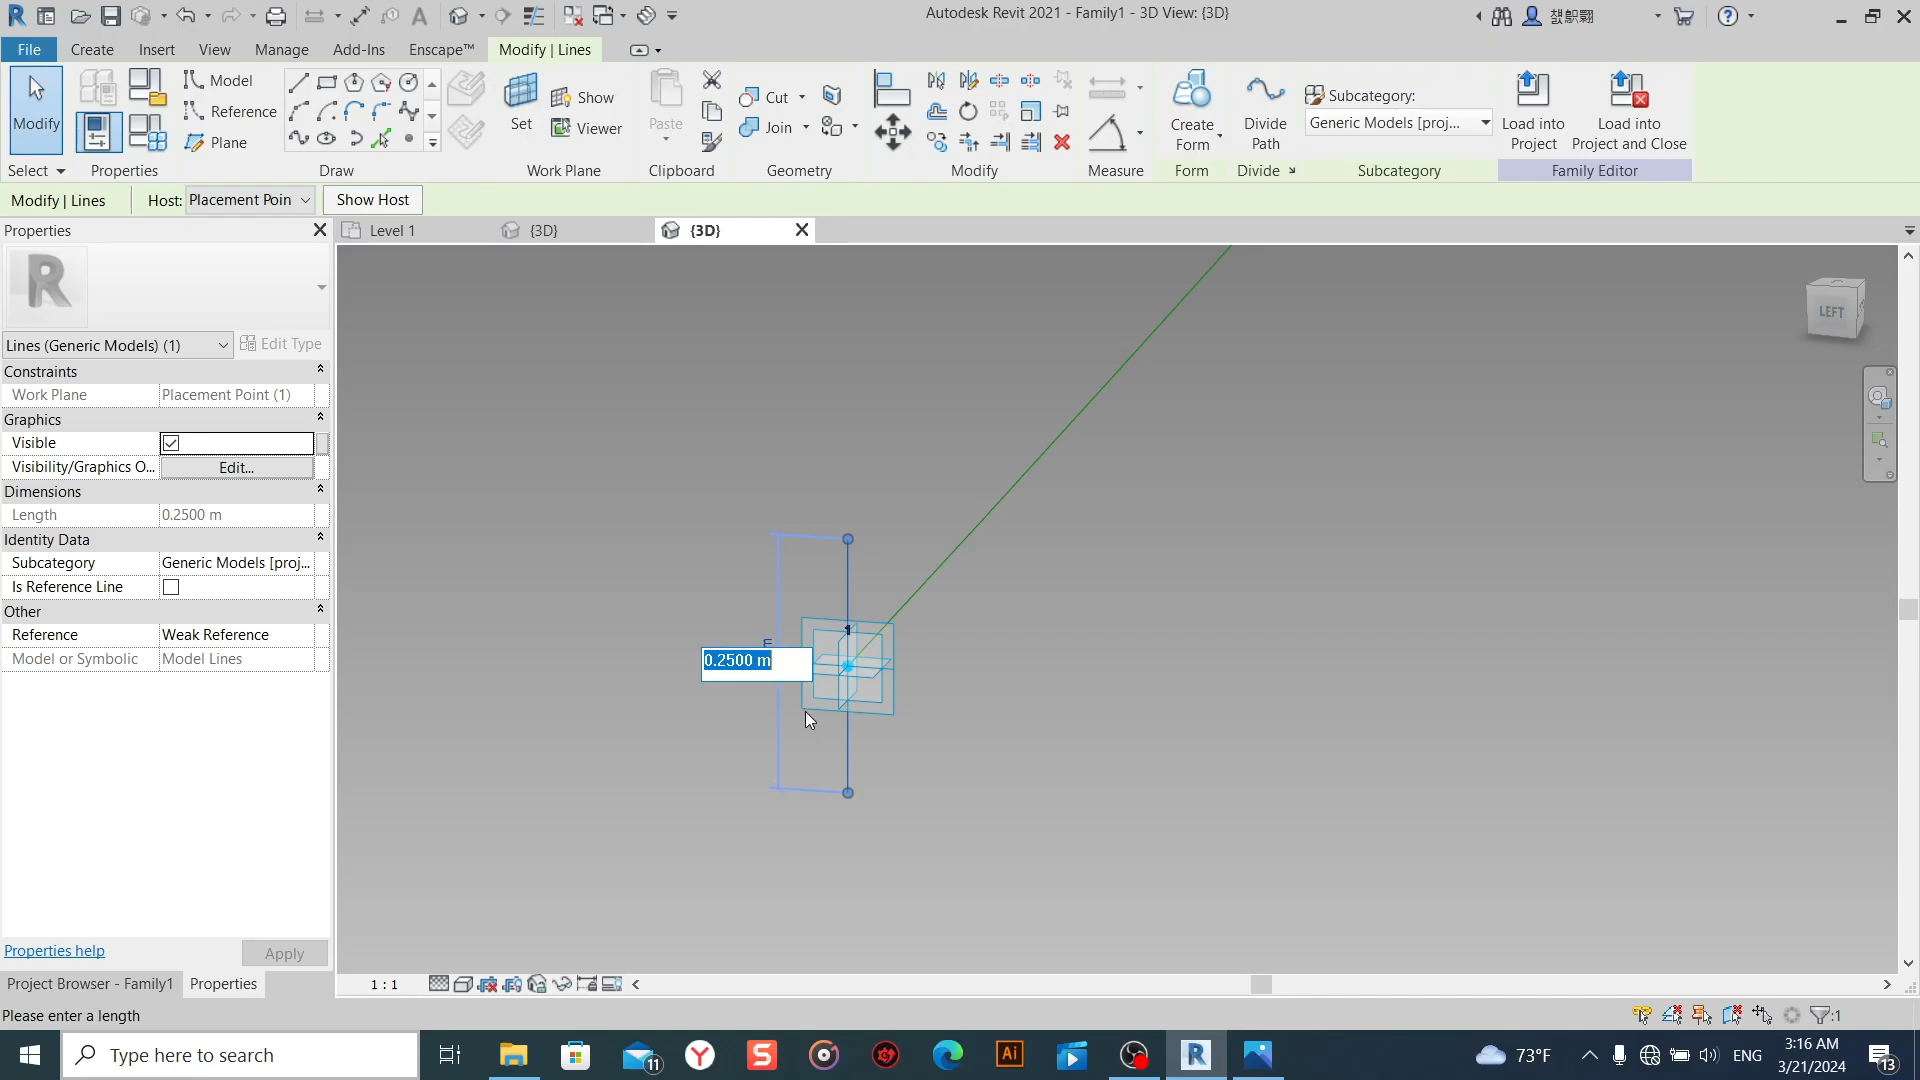 Autodesk Revit 2021 - Family1 - 3D View: {3D}
File
Create
Insert
View
Manage
Add-Ins
Enscape™
Modify | Lines
Modify
Model
Reference
Plane
Set
Show
Viewer
Paste
Cut
Join
Create
Form
Divide
Path
Subcategory:
Generic Models [proj...
Load into
Project
Load into
Project and Close
Select
Properties
Draw
Work Plane
Clipboard
Geometry
Modify
Measure
Form
Divide
Subcategory
Family Editor
Modify | Lines
Host:
Placement Poin
Show Host
Properties
Level 1
{3D}
{3D}
R
Lines (Generic Models) (1)
Edit Type
Constraints
Work Plane
Placement Point (1)
Graphics
Visible
Visibility/Graphics O...
Edit...
Dimensions
Length
0.2500 m
Identity Data
Subcategory
Generic Models [proj...
Is Reference Line
Other
Reference
Weak Reference
Model or Symbolic
Model Lines
LEFT
1
0.2500 m
Properties help
Apply
Project Browser - Family1
Properties
1 : 1
Please enter a length
:1
Type here to search
11
Y
S
Ai
R
73°F
ENG
3:16 AM
3/21/2024
13